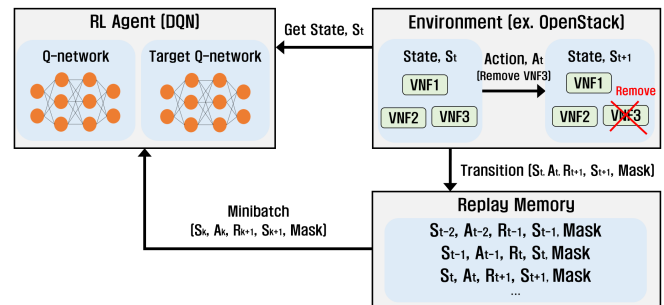 RL Agent (DQN)
Q-network
Target Q-network
Get State, St
Environment (ex. OpenStack)
State, St
Action, At
(Remove VNF3)
State, St+1
VNF1
VNF2
VNF3
VNF1
Remove
VNF2
VNF3
Transition (St, At, Rt+1, St+1, Mask)
Minibatch
(Sk, Ak, Rk+1, Sk+1, Mask)
Replay Memory
St-2, At-2, Rt-1, St-1, Mask
St-1, At-1, Rt, St, Mask
St, At, Rt+1, St+1, Mask
...